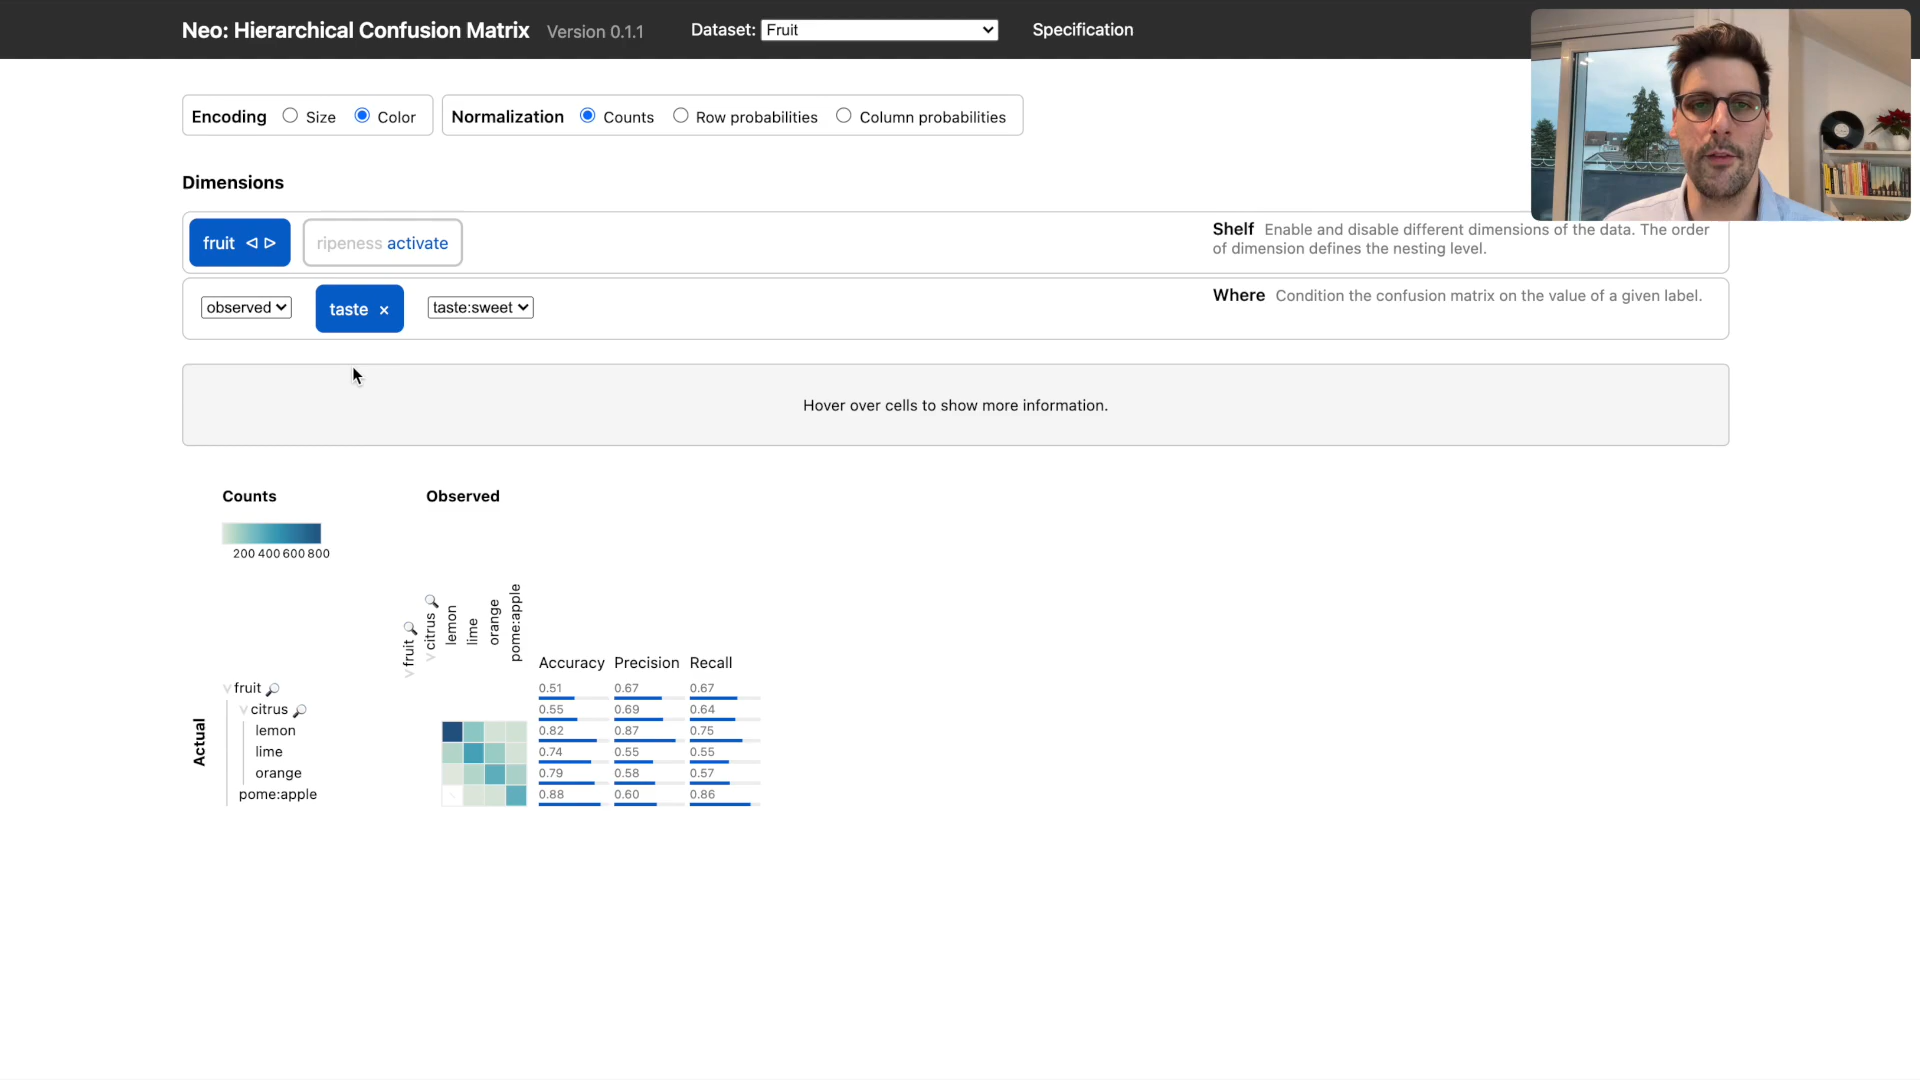 Neo: Hierarchical Confusion Matrix Version 0.1.1 Dataset: Fruit Specification
Encoding Size Color Normalization Counts Row probabilities Column probabilities
Dimensions
fruit ripeness activate
Shelf Enable and disable different dimensions of the data. The order
of dimension defines the nesting level.
observed taste × taste:sweet
Where Condition the confusion matrix on the value of a given label.
Hover over cells to show more information.
Counts
200 400 600 800
Observed
fruit
citrus
lemon
lime
orange
pome:apple
Accuracy Precision Recall
Actual
fruit 0.51 0.67 0.67
citrus 0.55 0.69 0.64
lemon 0.82 0.87 0.75
lime 0.74 0.55 0.55
orange 0.79 0.58 0.57
pome:apple 0.88 0.60 0.86